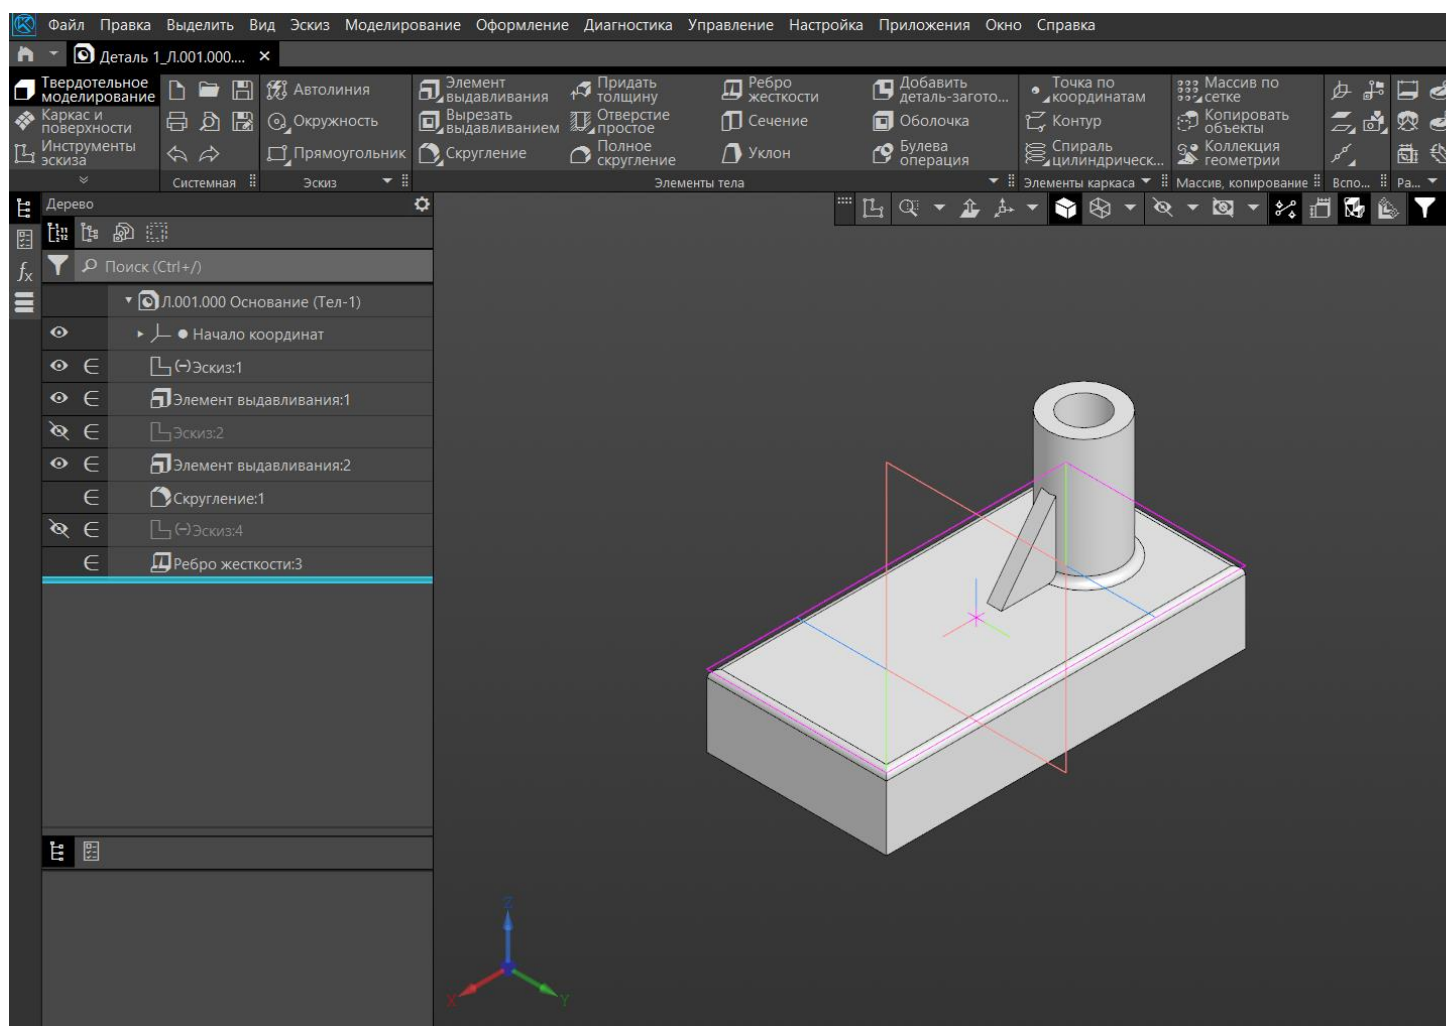 Файл Правка Выделить Вид Эскиз Моделирование Оформление Диагностика Управление Настройка Приложения Окно Справка
Деталь 1_Л.001.000.... ×
Твердотельное моделирование
Каркас и поверхности
Инструменты эскиза
Системная
Автолиния
Окружность
Прямоугольник
Эскиз
Элемент выдавливания
Вырезать выдавливанием
Скругление
Придать толщину
Отверстие простое
Полное скругление
Ребро жесткости
Сечение
Уклон
Добавить деталь-загото...
Оболочка
Булева операция
Элементы тела
Точка по координатам
Контур
Спираль цилиндрическ...
Элементы каркаса
Массив по сетке
Копировать объекты
Коллекция геометрии
Массив, копирование
Вспо...
Ра...
Дерево
Поиск (Ctrl+/)
Л.001.000 Основание (Тел-1)
Начало координат
(-)Эскиз:1
Элемент выдавливания:1
Эскиз:2
Элемент выдавливания:2
Скругление:1
(-)Эскиз:4
Ребро жесткости:3
Z
X
Y